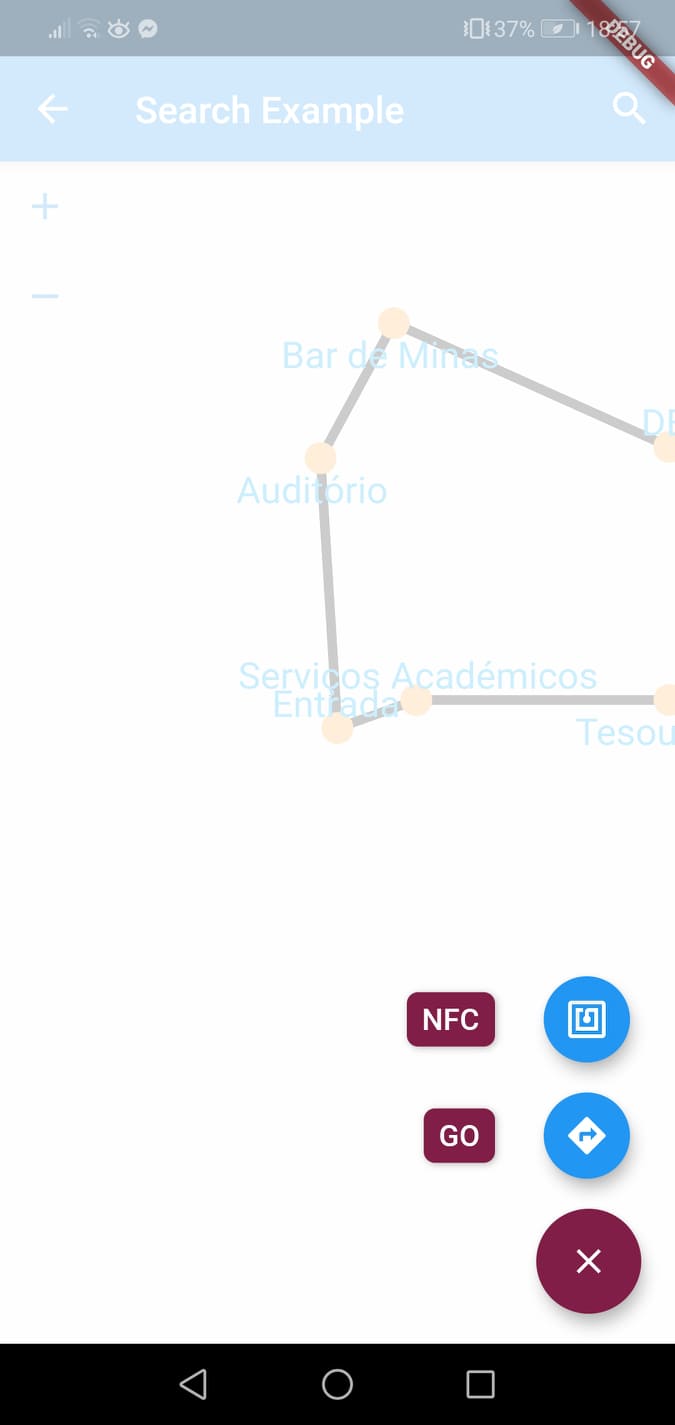 37%
DEBUG
Search Example
+
−
Bar de Minas
Auditório
Serviços Académicos
Entrada
NFC
GO